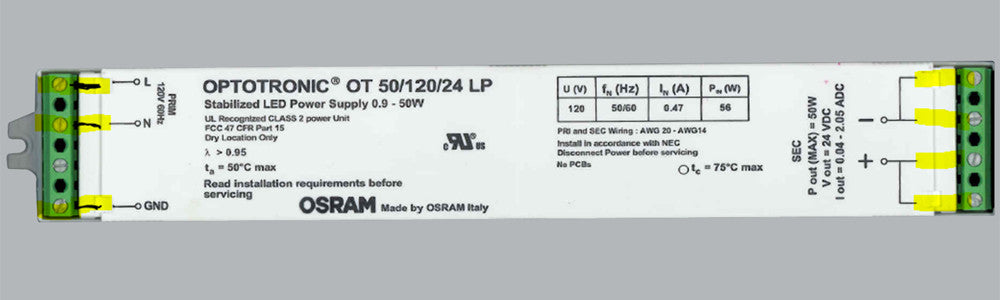 PRIM
120V 60Hz
L
N
GND
OPTOTRONIC® OT 50/120/24 LP
Stabilized LED Power Supply 0.9 - 50W
UL Recognized CLASS 2 power Unit
FCC 47 CFR Part 15
Dry Location Only
λ > 0.95
ta = 50°C max
Read installation requirements before
servicing
OSRAM Made by OSRAM Italy
c RU US
U (V) fN (Hz) IN (A) PIN (W)
120 50/60 0.47 56
PRI and SEC Wiring : AWG 20 - AWG14
Install in accordance with NEC
Disconnect Power before servicing
No PCBs
tc = 75°C max
SEC
P out (MAX) = 50W
V out = 24 VDC
I out = 0.04 - 2.05 ADC
−
+